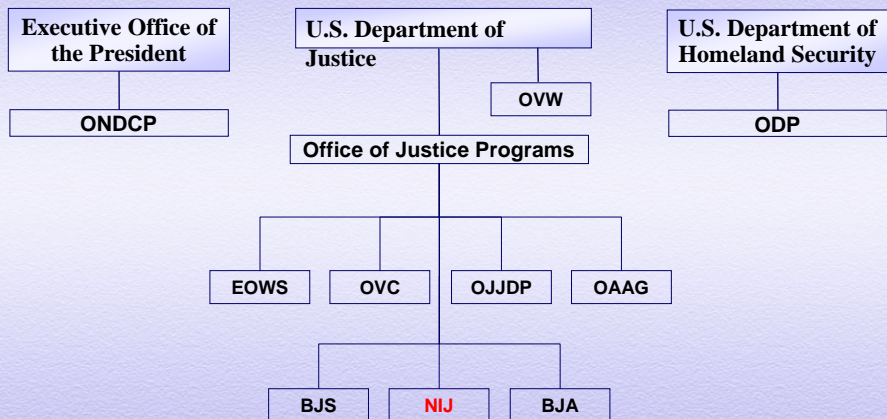 Executive Office of
the President
U.S. Department of
Justice
U.S. Department of
Homeland Security
OVW
ONDCP
ODP
Office of Justice Programs
EOWS
OVC
OJJDP
OAAG
BJS
NIJ
BJA